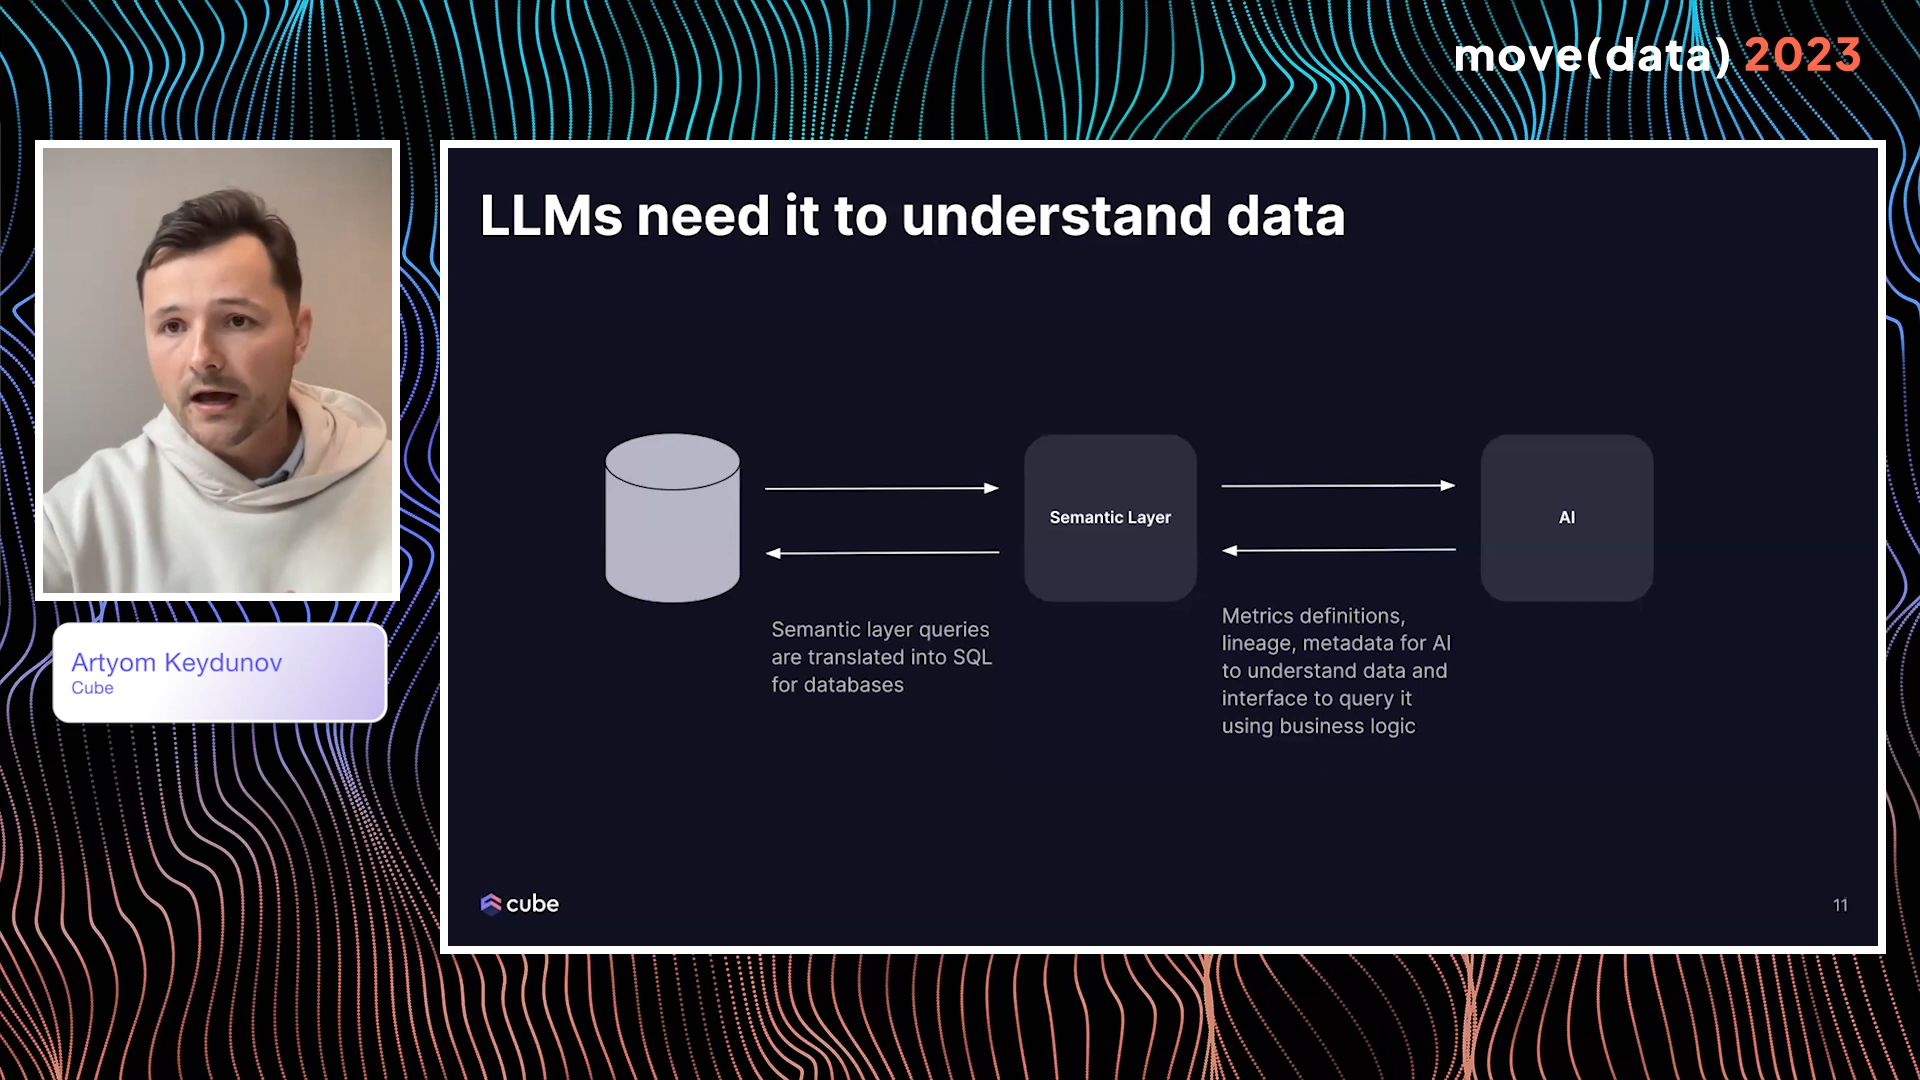 move(data) 2023
LLMs need it to understand data
Semantic Layer
AI
Semantic layer queries
are translated into SQL
for databases
Metrics definitions,
lineage, metadata for AI
to understand data and
interface to query it
using business logic
Artyom Keydunov
Cube
cube
11